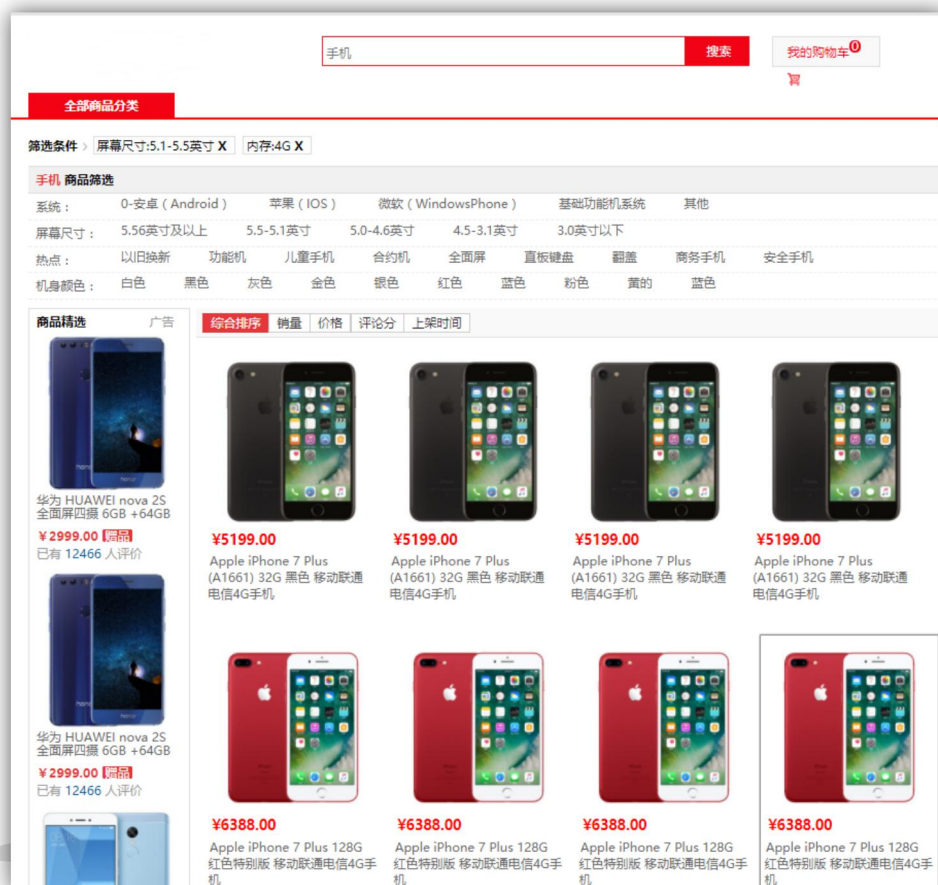 手机
搜索
我的购物车0
全部商品分类
筛选条件 > 屏幕尺寸:5.1-5.5英寸 X 内存:4G X
手机 商品筛选
系统： 0-安卓（Android） 苹果（IOS） 微软（WindowsPhone） 基础功能机系统 其他
屏幕尺寸： 5.56英寸及以上 5.5-5.1英寸 5.0-4.6英寸 4.5-3.1英寸 3.0英寸以下
热点： 以旧换新 功能机 儿童手机 合约机 全面屏 直板键盘 翻盖 商务手机 安全手机
机身颜色： 白色 黑色 灰色 金色 银色 红色 蓝色 粉色 黄的 蓝色
商品精选 广告
综合排序 销量 价格 评论分 上架时间
华为 HUAWEI nova 2S
全面屏四摄 6GB +64GB
￥2999.00 赠品
已有 12466 人评价
华为 HUAWEI nova 2S
全面屏四摄 6GB +64GB
￥2999.00 赠品
已有 12466 人评价
¥5199.00
Apple iPhone 7 Plus
(A1661) 32G 黑色 移动联通
电信4G手机
¥5199.00
Apple iPhone 7 Plus
(A1661) 32G 黑色 移动联通
电信4G手机
¥5199.00
Apple iPhone 7 Plus
(A1661) 32G 黑色 移动联通
电信4G手机
¥5199.00
Apple iPhone 7 Plus
(A1661) 32G 黑色 移动联通
电信4G手机
¥6388.00
Apple iPhone 7 Plus 128G
红色特别版 移动联通电信4G手
机
¥6388.00
Apple iPhone 7 Plus 128G
红色特别版 移动联通电信4G手
机
¥6388.00
Apple iPhone 7 Plus 128G
红色特别版 移动联通电信4G手
机
¥6388.00
Apple iPhone 7 Plus 128G
红色特别版 移动联通电信4G手
机